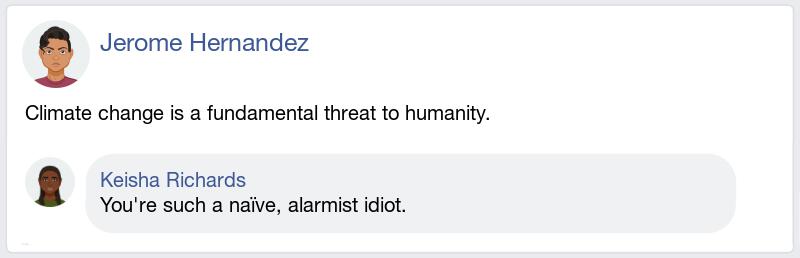 Jerome Hernandez
Climate change is a fundamental threat to humanity.
Keisha Richards
You're such a naïve, alarmist idiot.